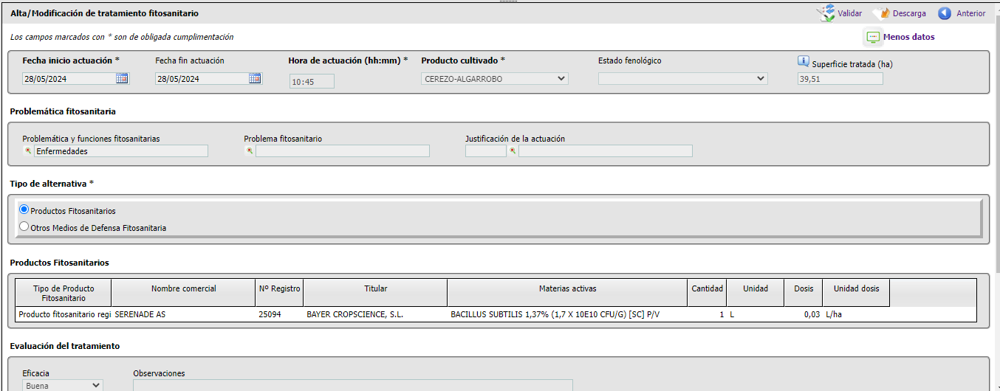 Alta/Modificación de tratamiento fitosanitario
Validar
Descarga
Anterior
Los campos marcados con * son de obligada cumplimentación
Menos datos
Fecha inicio actuación *
Fecha fin actuación
Hora de actuación (hh:mm) *
Producto cultivado *
Estado fenológico
Superficie tratada (ha)
28/05/2024
28/05/2024
10:45
CEREZO-ALGARROBO
39,51
Problemática fitosanitaria
Problemática y funciones fitosanitarias
Problema fitosanitario
Justificación de la actuación
Enfermedades
Tipo de alternativa *
Productos Fitosanitarios
Otros Medios de Defensa Fitosanitaria
Productos Fitosanitarios
Tipo de Producto Fitosanitario
Nombre comercial
Nº Registro
Titular
Materias activas
Cantidad
Unidad
Dosis
Unidad dosis
Producto fitosanitario regi
SERENADE AS
25094
BAYER CROPSCIENCE, S.L.
BACILLUS SUBTILIS 1,37% (1,7 X 10E10 CFU/G) [SC] P/V
1
L
0,03
L/ha
Evaluación del tratamiento
Eficacia
Observaciones
Buena